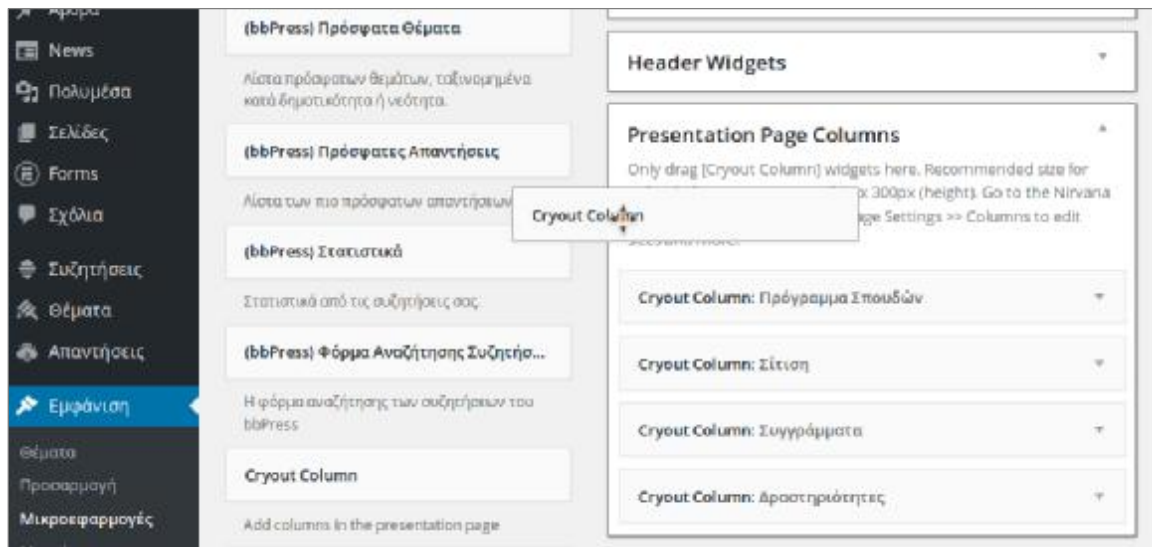 Αρθρα
News
Πολυμέσα
Σελίδες
Forms
Σχόλια
Συζητήσεις
Θέματα
Απαντήσεις
Εμφάνιση
Θέματα
Προσαρμογή
Μικροεφαρμογές
(bbPress) Πρόσφατα Θέματα
Λίστα πρόσφατων θεμάτων, ταξινομημένα
κατά δημοτικότητα ή νεότητα.
(bbPress) Πρόσφατες Απαντήσεις
Λίστα των πιο πρόσφατων απαντήσεων
(bbPress) Στατιστικά
Στατιστικά από τις συζητήσεις σας.
(bbPress) Φόρμα Αναζήτησης Συζητήσ...
Η φόρμα αναζήτησης των συζητήσεων του
bbPress
Cryout Column
Add columns in the presentation page
Cryout Column
Header Widgets
Presentation Page Columns
Only drag [Cryout Column] widgets here. Recommended size for
x 300px (height). Go to the Nirvana
age Settings >> Columns to edit
Cryout Column: Πρόγραμμα Σπουδών
Cryout Column: Σίτιση
Cryout Column: Συγγράμματα
Cryout Column: Δραστηριότητες